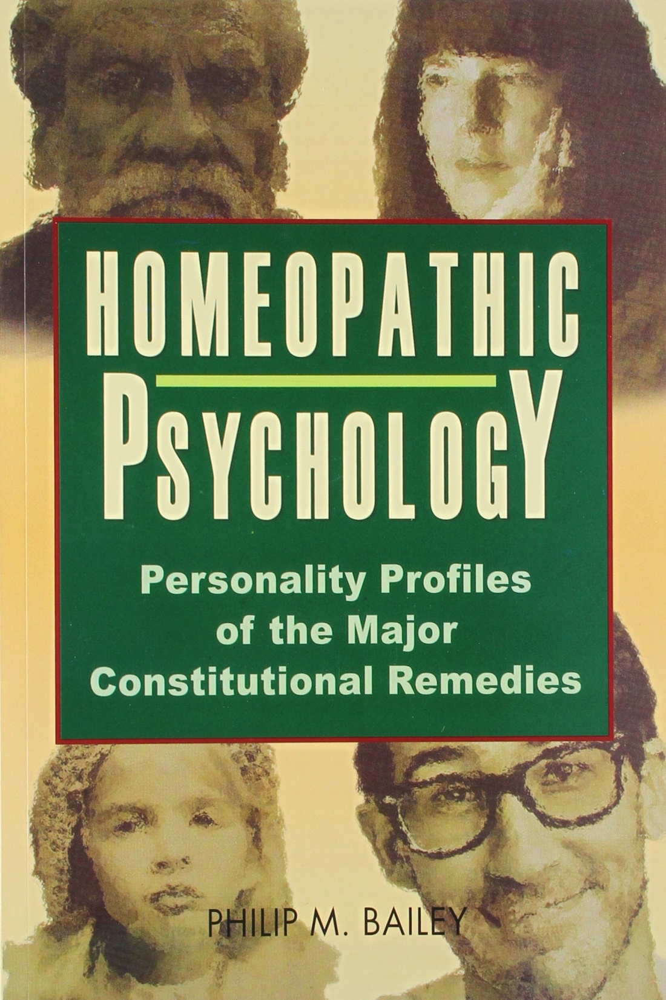 HOMEOPATHIC
PSYCHOLOGY
Personality Profiles
of the Major
Constitutional Remedies
PHILIP M. BAILEY